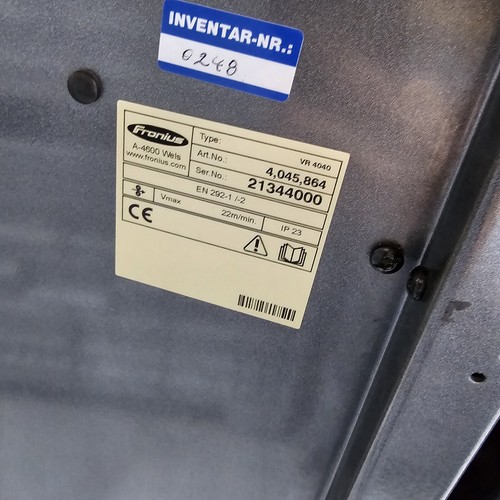 INVENTAR-NR.:
0248
Fronius
A-4600 Wels
www.fronius.com
Type: VR 4040
Art.No.: 4,045,864
Ser.No.: 21344000
EN 292-1 /-2
Vmax 22m/min. IP 23
CE